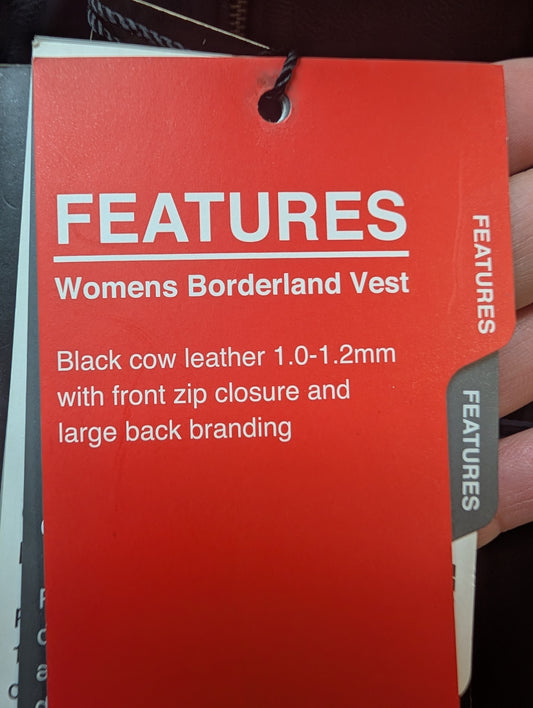 FEATURES
Womens Borderland Vest
Black cow leather 1.0-1.2mm
with front zip closure and
large back branding
FEATURES
FEATURES